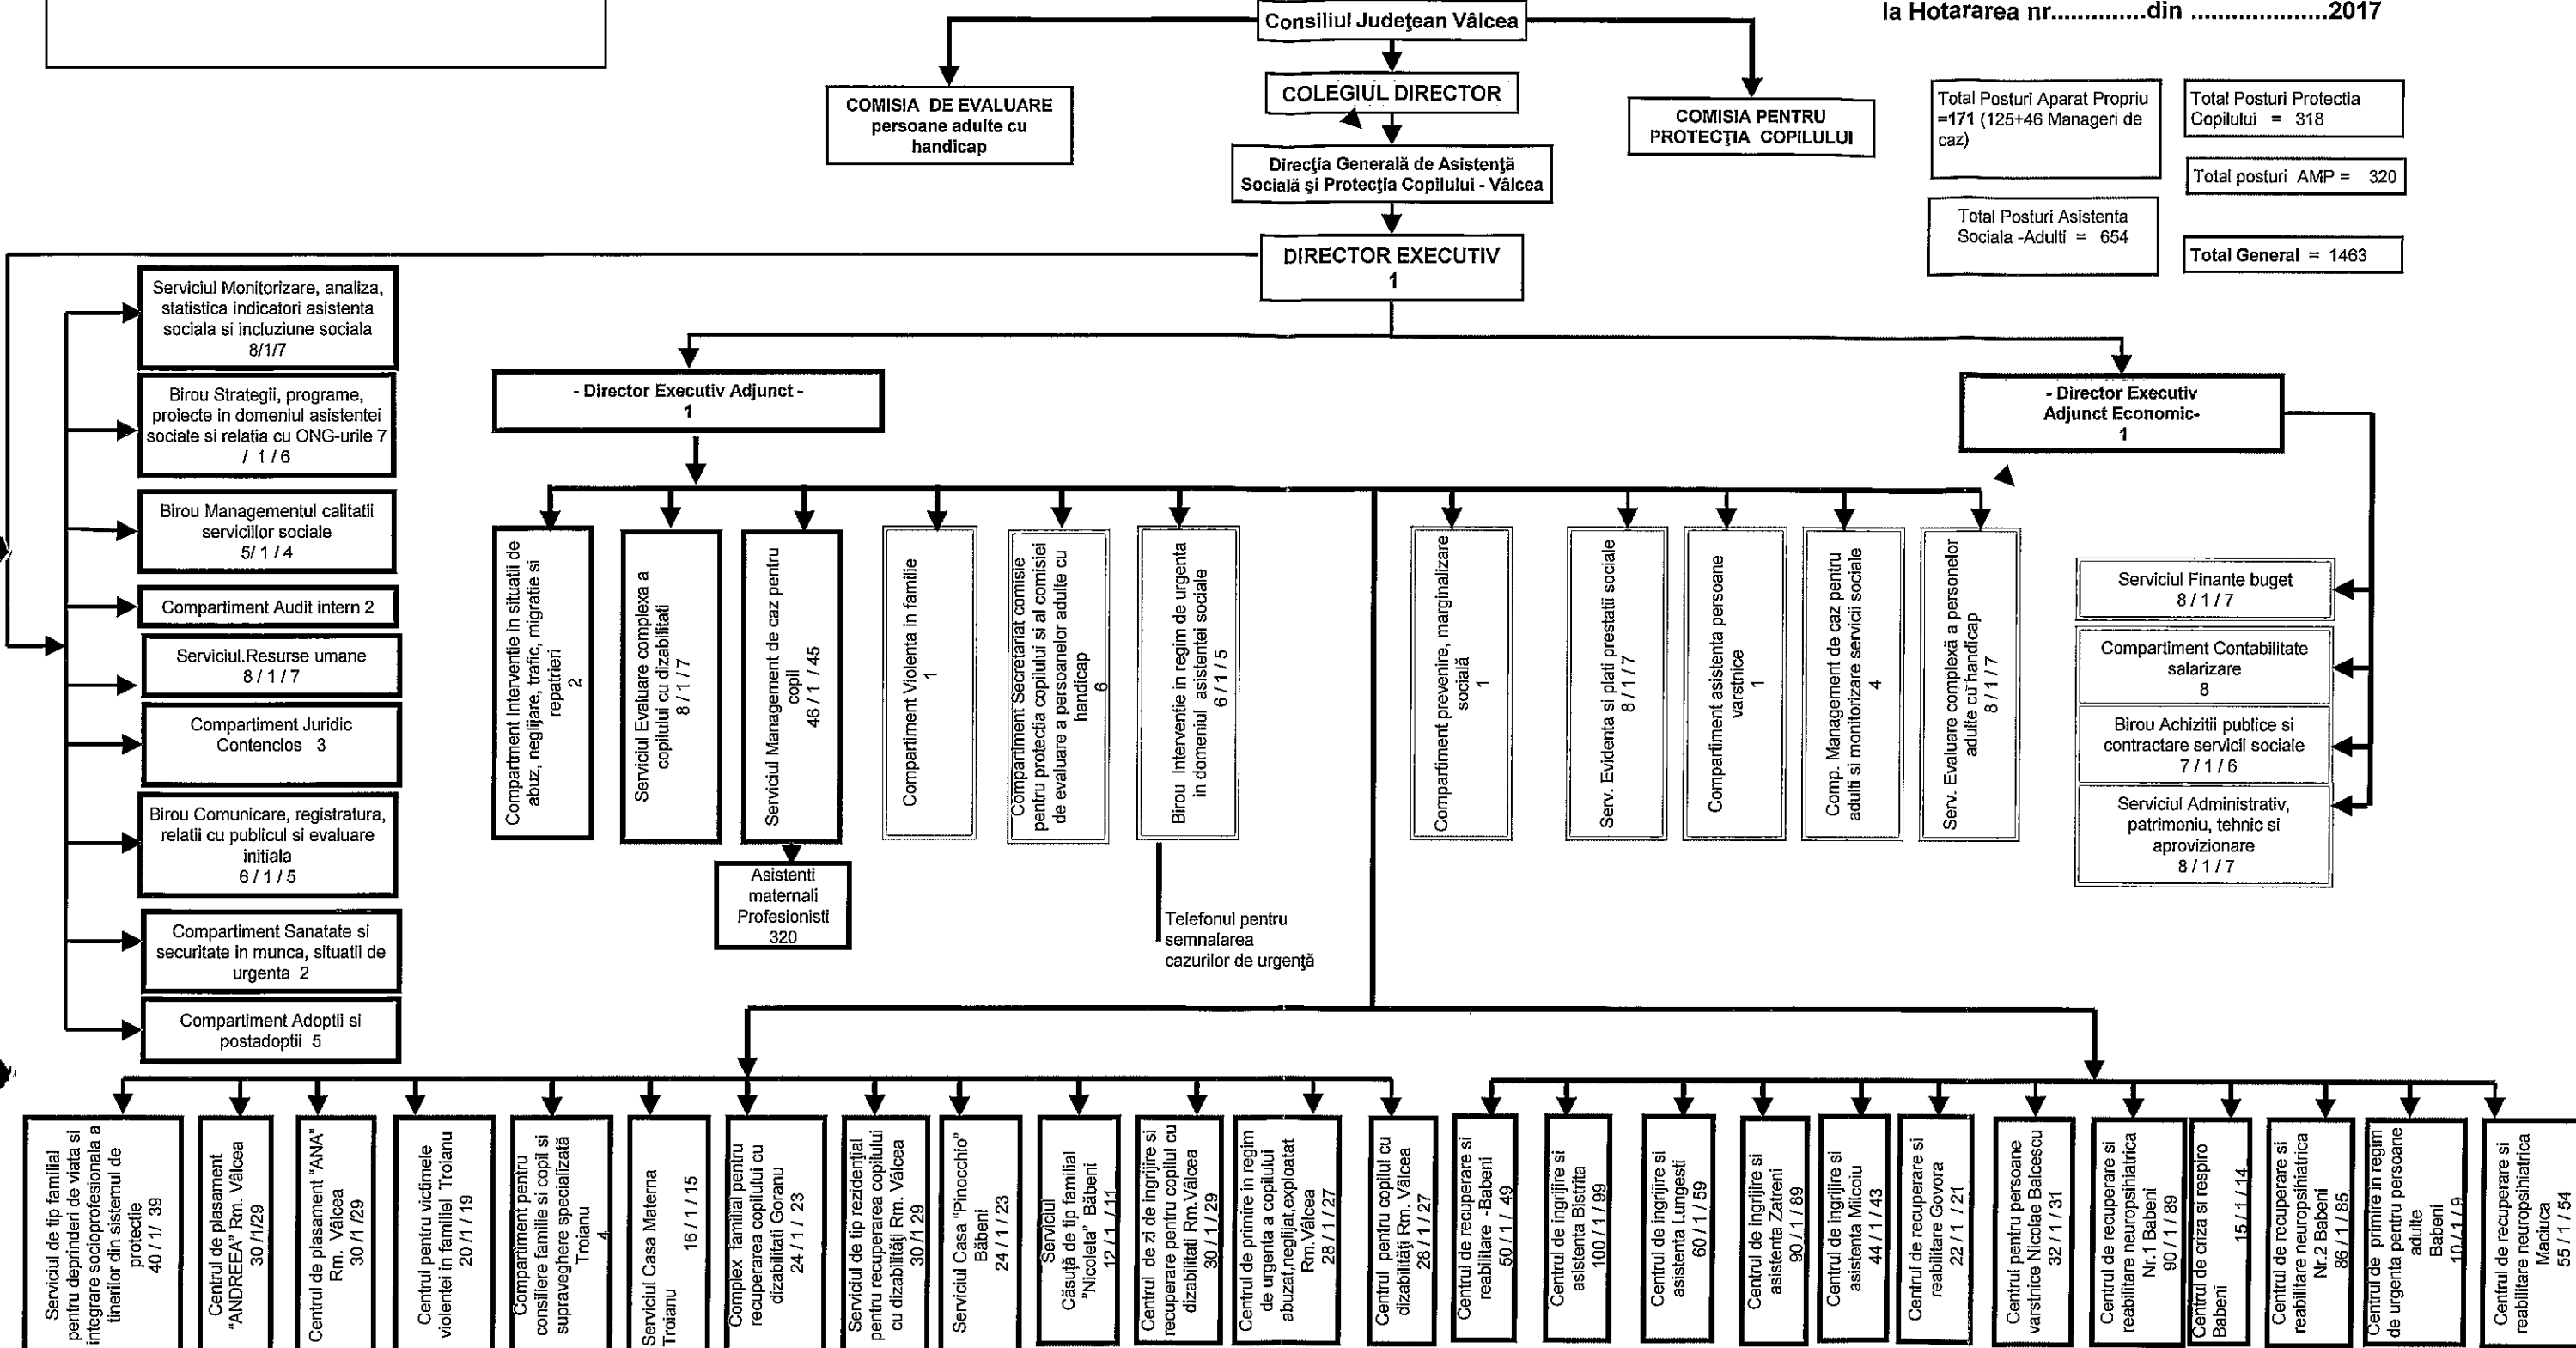 Consiliul Judeţean Vâlcea
la Hotararea nr..............din .....................2017
COMISIA DE EVALUARE
persoane adulte cu
handicap
COLEGIUL DIRECTOR
COMISIA PENTRU
PROTECŢIA COPILULUI
Direcţia Generală de Asistenţă
Socială şi Protecţia Copilului - Vâlcea
DIRECTOR EXECUTIV
1
Total Posturi Aparat Propriu
=171 (125+46 Manageri de
caz)
Total Posturi Protectia
Copilului = 318
Total posturi AMP = 320
Total Posturi Asistenta
Sociala -Adulti = 654
Total General = 1463
Serviciul Monitorizare, analiza,
statistica indicatori asistenta
sociala si incluziune sociala
8/1/7
Birou Strategii, programe,
proiecte in domeniul asistentei
sociale si relatia cu ONG-urile 7
/ 1 / 6
Birou Managementul calitatii
serviciilor sociale
5/ 1 / 4
Compartiment Audit intern 2
Serviciul.Resurse umane
8 / 1 / 7
Compartiment Juridic
Contencios 3
Birou Comunicare, registratura,
relatii cu publicul si evaluare
initiala
6 / 1 / 5
Compartiment Sanatate si
securitate in munca, situatii de
urgenta 2
Compartiment Adoptii si
postadoptii 5
- Director Executiv Adjunct -
1
- Director Executiv
Adjunct Economic-
1
Compartiment Interventie in situatii de
abuz, neglijare, trafic, migratie si
repatrieri
2
Serviciul Evaluare complexa a
copilului cu dizabilitati
8 / 1 / 7
Serviciul Management de caz pentru
copil
46 / 1 / 45
Asistenti
maternali
Profesionisti
320
Compartiment Violenta in familie
1
Compartiment Secretariat comisie
pentru protectia copilului si al comisiei
de evaluare a persoanelor adulte cu
handicap
6
Birou Interventie in regim de urgenta
in domeniul asistentei sociale
6 / 1 / 5
Telefonul pentru
semnalarea
cazurilor de urgenţă
Compartiment prevenire, marginalizare
socială
1
Serv. Evidenta si plati prestatii sociale
8 / 1 / 7
Compartiment asistenta persoane
varstnice
1
Comp. Management de caz pentru
adulti si monitorizare servicii sociale
4
Serv. Evaluare complexă a personelor
adulte cu handicap
8 / 1 / 7
Serviciul Finante buget
8 / 1 / 7
Compartiment Contabilitate
salarizare
8
Birou Achizitii publice si
contractare servicii sociale
7 / 1 / 6
Serviciul Administrativ,
patrimoniu, tehnic si
aprovizionare
8 / 1 / 7
Serviciul de tip familial
pentru deprinderi de viata si
integrare socioprofesionala a
tinerilor din sistemul de
protectie
40 / 1/ 39
Centrul de plasament
"ANDREEA" Rm. Vâlcea
30 /1/29
Centrul de plasament "ANA"
Rm. Vâlcea
30 /1 /29
Centrul pentru victimele
violentei in familiel Troianu
20 /1 / 19
Compartiment pentru
consiliere familie si copil si
supraveghere specializată
Troianu
4
Serviciul Casa Materna
Troianu
16 / 1 / 15
Complex familial pentru
recuperarea copilului cu
dizabilitati Goranu
24 / 1 / 23
Serviciul de tip rezidenţial
pentru recuperarea copilului
cu dizabilităţi Rm. Vâlcea
30 /1/ 29
Serviciul Casa "Pinocchio"
Băbeni
24 / 1 / 23
Serviciul
Căsuţă de tip familial
"Nicoleta" Băbeni
12 / 1 / 11
Centrul de zi de ingrijire si
recuperare pentru copilul cu
dizabilitati Rm.Vâlcea
30 / 1 / 29
Centrul de primire in regim
de urgenta a copilului
abuzat,neglijat,exploatat
Rm.Vâlcea
28 / 1 / 27
Centrul pentru copilul cu
dizabilităţi Rm. Vâlcea
28 / 1 / 27
Centrul de recuperare si
reabilitare -Babeni
50 / 1 / 49
Centrul de ingrijire si
asistenta Bistrita
100 / 1 / 99
Centrul de ingrijire si
asistenta Lungesti
60 / 1 / 59
Centrul de ingrijire si
asistenta Zatreni
90 / 1 / 89
Centrul de ingrijire si
asistenta Milcoiu
44 / 1 / 43
Centrul de recuperare si
reabilitare Govora
22 / 1 / 21
Centrul pentru persoane
varstnice Nicolae Balcescu
32 / 1 / 31
Centrul de recuperare si
reabilitare neuropsihiatrica
Nr.1 Babeni
90 / 1 / 89
Centrul de criza si respiro
Babeni
15 / 1 / 14
Centrul de recuperare si
reabilitare neuropsihiatrica
Nr.2 Babeni
86 / 1 / 85
Centrul de primire in regim
de urgenta pentru persoane
adulte
Babeni
10 / 1 / 9
Centrul de recuperare si
reabilitare neuropsihiatrica
Maciuca
55 / 1 / 54